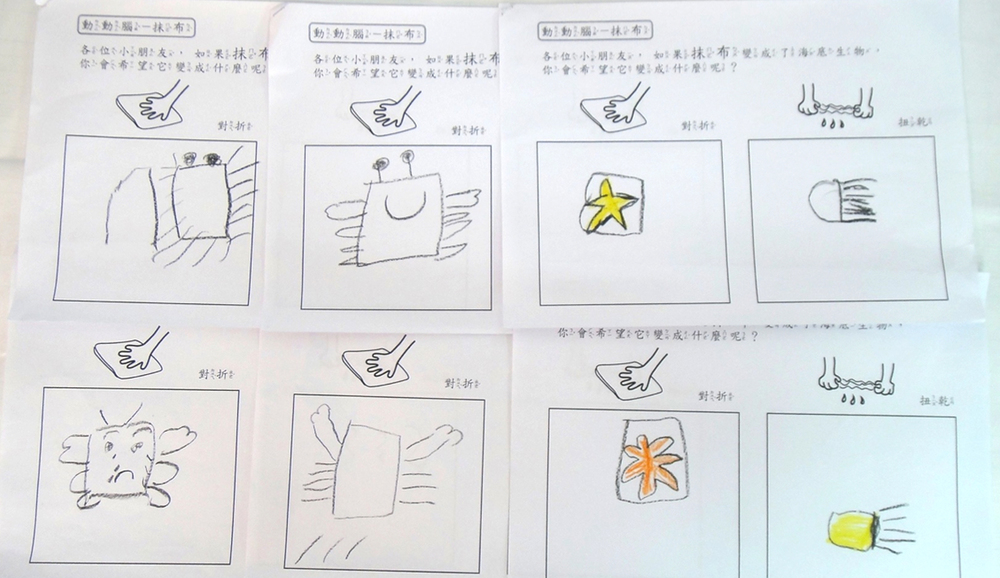 動動腦－抹布
各位小朋友，如果抹布
你會希望它變成什麼呢
對折
動動腦－抹布
各位小朋友，如果抹布
你會希望它變成什麼呢
對折
動動腦－抹布
各位小朋友，如果抹布變成了海底生物，
你會希望它變成什麼呢？
對折
扭乾
對折
對折
你會希望它變成什麼呢？
對折
扭乾